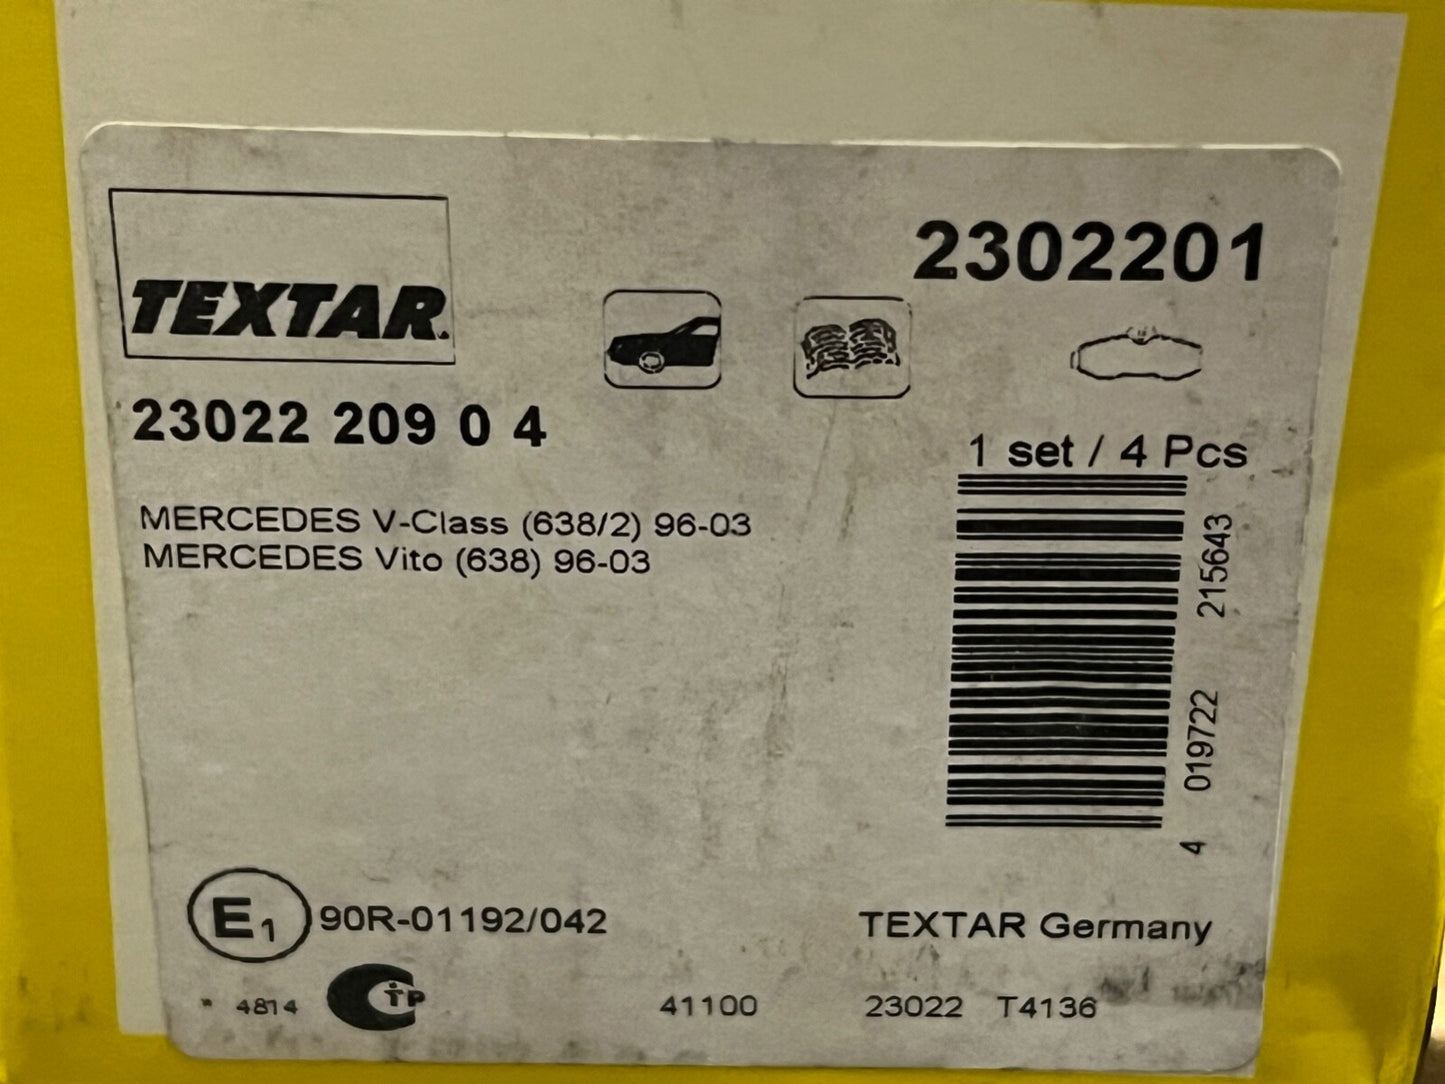 TEXTAR.
2302201
23022 209 0 4
1 set / 4 Pcs
MERCEDES V-Class (638/2) 96-03
MERCEDES Vito (638) 96-03
4 019722 215643
E1 90R-01192/042
TEXTAR Germany
* 4814
41100
23022 T4136